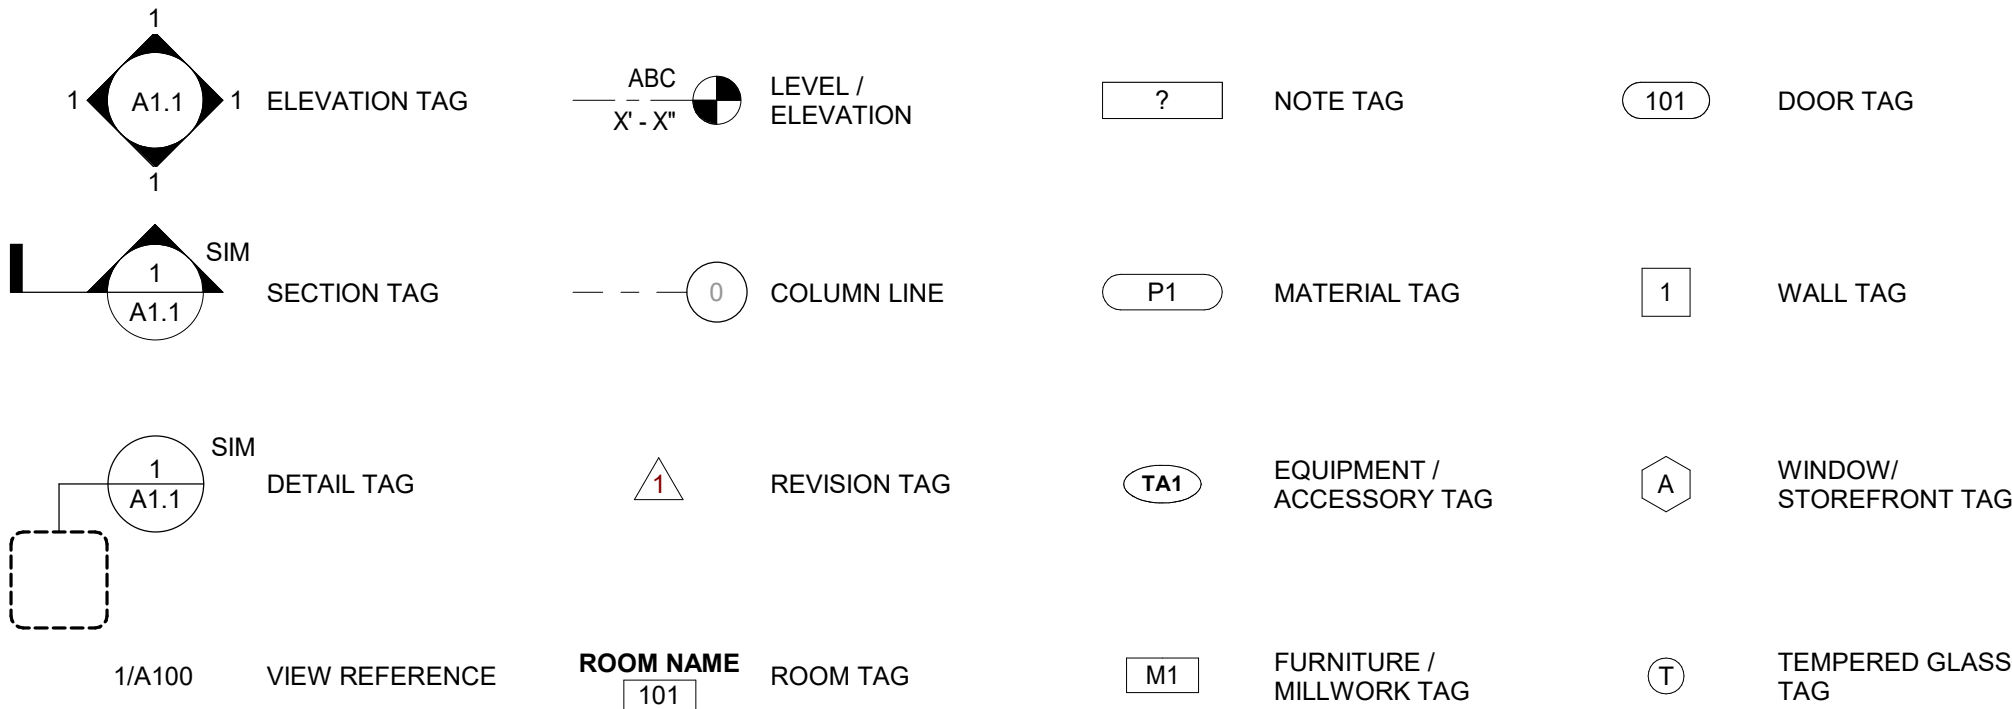 1
1
A1.1
1
1
ELEVATION TAG
ABC
X' - X"
LEVEL /
ELEVATION
?
NOTE TAG
101
DOOR TAG
SIM
1
A1.1
SECTION TAG
0
COLUMN LINE
P1
MATERIAL TAG
1
WALL TAG
SIM
1
A1.1
DETAIL TAG
1
REVISION TAG
TA1
EQUIPMENT /
ACCESSORY TAG
A
WINDOW/
STOREFRONT TAG
1/A100
VIEW REFERENCE
ROOM NAME
101
ROOM TAG
M1
FURNITURE /
MILLWORK TAG
T
TEMPERED GLASS
TAG